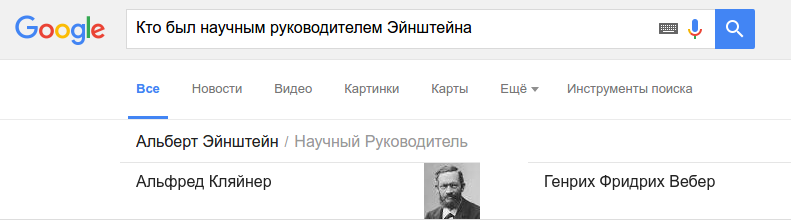 Google Кто был научным руководителем Эйнштейна
Все Новости Видео Картинки Карты Ещё Инструменты поиска
Альберт Эйнштейн / Научный Руководитель
Альфред Кляйнер Генрих Фридрих Вебер